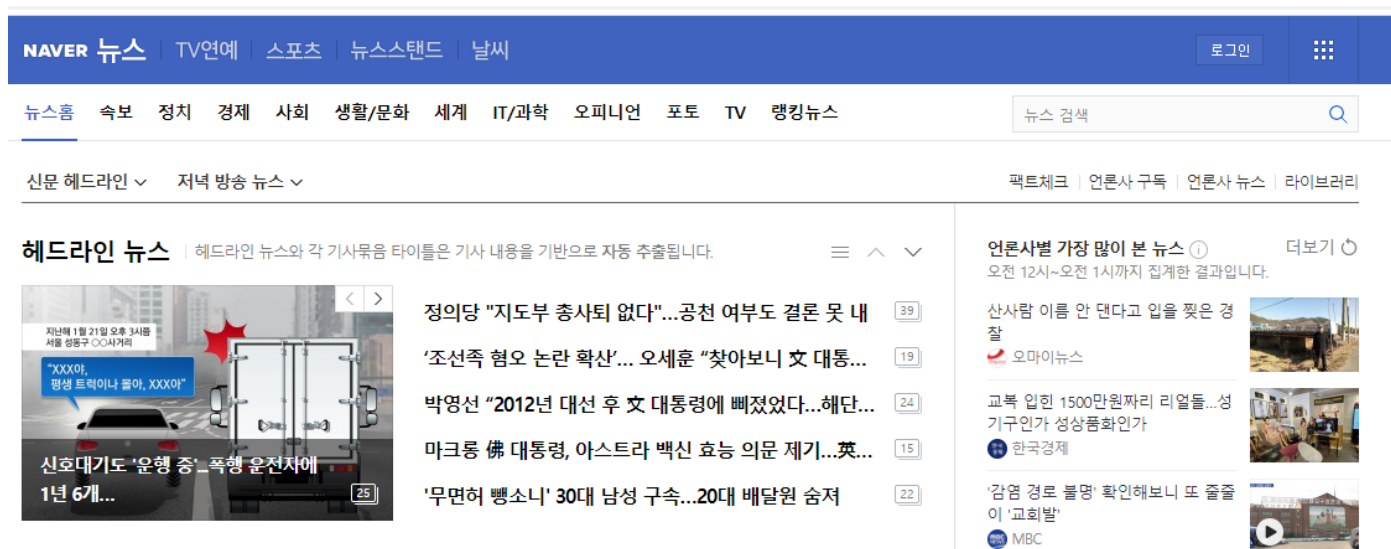 NAVER 뉴스 TV연예 스포츠 뉴스스탠드 날씨 로그인
뉴스홈 속보 정치 경제 사회 생활/문화 세계 IT/과학 오피니언 포토 TV 랭킹뉴스 뉴스 검색
신문 헤드라인 저녁 방송 뉴스 팩트체크 언론사 구독 언론사 뉴스 라이브러리
헤드라인 뉴스 헤드라인 뉴스와 각 기사묶음 타이틀은 기사 내용을 기반으로 자동 추출됩니다.
지난해 1월 21일 오후 3시쯤
서울 성동구 ○○사거리
"XXX야,
평생 트럭이나 몰아, XXX야"
신호대기도 '운행 중'…폭행 운전자에
1년 6개... 25
정의당 "지도부 총사퇴 없다"...공천 여부도 결론 못 내 39
‘조선족 혐오 논란 확산’... 오세훈 “찾아보니 文 대통... 19
박영선 “2012년 대선 후 文 대통령에 삐졌었다...해단... 24
마크롱 佛 대통령, 아스트라 백신 효능 의문 제기...英... 15
'무면허 뺑소니' 30대 남성 구속...20대 배달원 숨져 22
언론사별 가장 많이 본 뉴스 더보기
오전 12시~오전 1시까지 집계한 결과입니다.
산사람 이름 안 댄다고 입을 찢은 경
찰
오마이뉴스
교복 입힌 1500만원짜리 리얼돌...성
기구인가 성상품화인가
한국경제
'감염 경로 불명' 확인해보니 또 줄줄
이 '교회발'
MBC